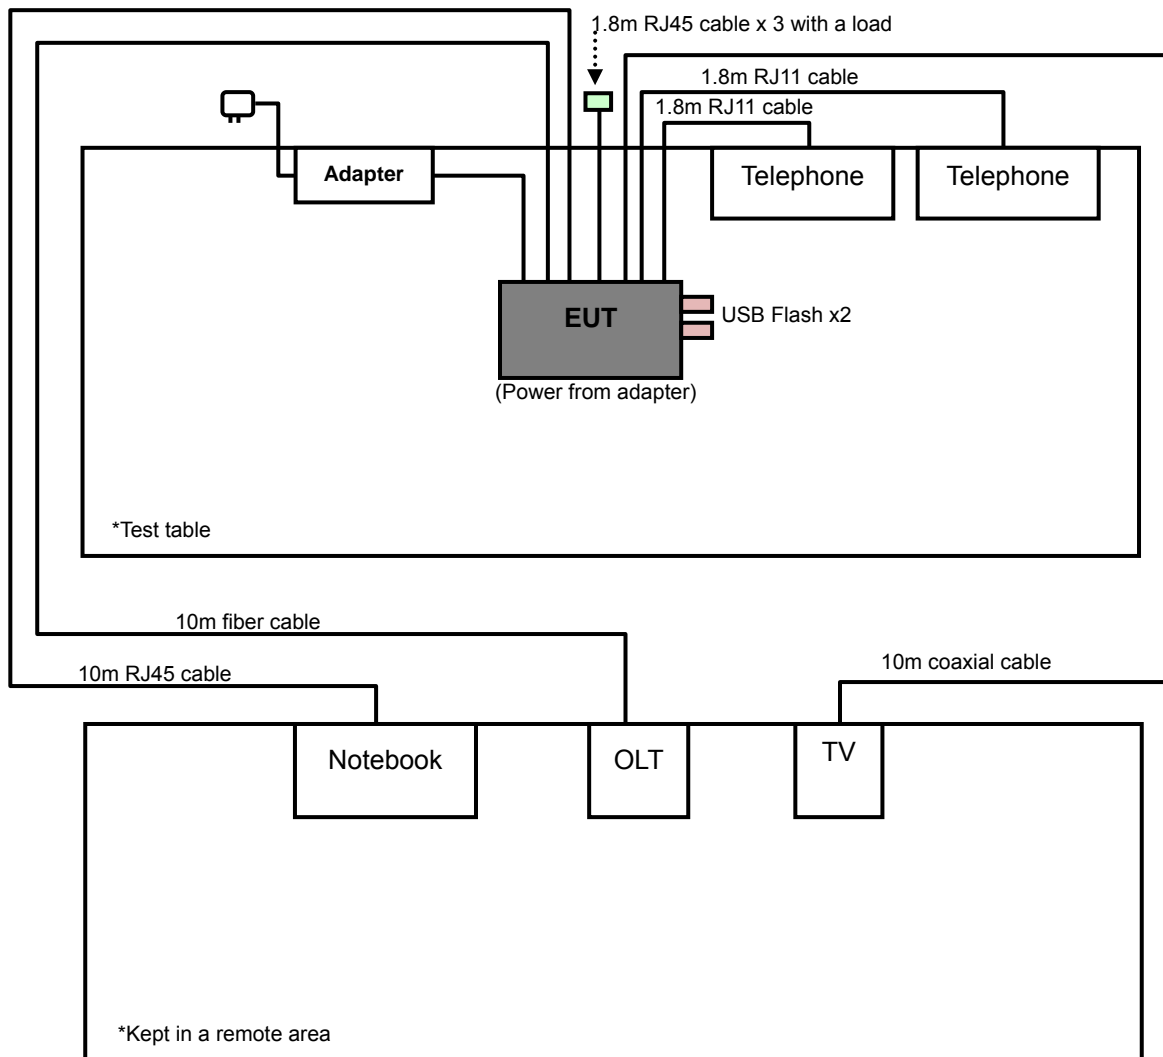 1.8m RJ45 cable x 3 with a load
1.8m RJ11 cable
1.8m RJ11 cable
Adapter
Telephone
Telephone
EUT
USB Flash x2
(Power from adapter)
*Test table
10m fiber cable
10m RJ45 cable
10m coaxial cable
Notebook
OLT
TV
*Kept in a remote area